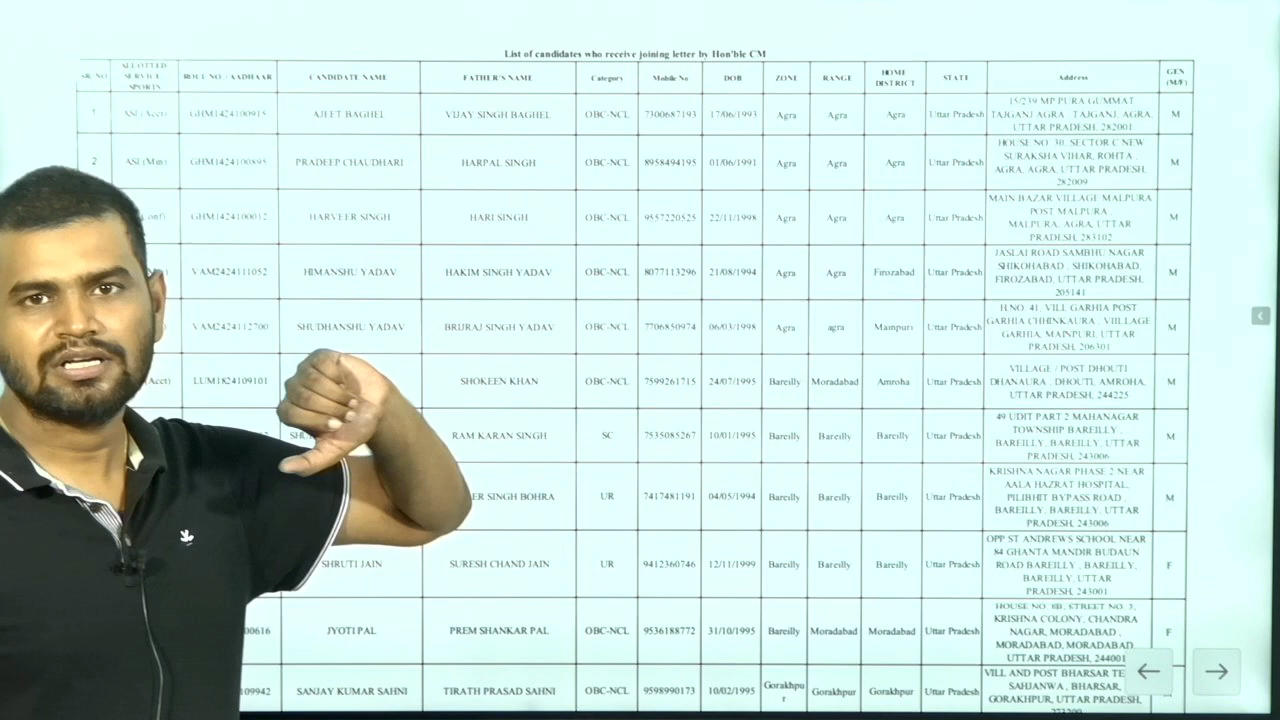 List of candidates who receive joining letter by Hon'ble CM
SR. NO ALLOTTED SERVICE/ SPORTS ROLL NO. / AADHAAR CANDIDATE NAME FATHER'S NAME Category Mobile No DOB ZONE RANGE HOME DISTRICT STATE Address GEN (M/F)
1 ASI (Acct) GHM1424100915 AJEET BAGHEL VIJAY SINGH BAGHEL OBC-NCL 7300687193 17/06/1993 Agra Agra Agra Uttar Pradesh 15/239 MP PURA GUMMAT TAJGANJ AGRA , TAJGANJ, AGRA, UTTAR PRADESH, 282001 M
2 ASI (Min) GHM1424100895 PRADEEP CHAUDHARI HARPAL SINGH OBC-NCL 8958494195 01/06/1991 Agra Agra Agra Uttar Pradesh HOUSE NO. 30, SECTOR C NEW SURAKSHA VIHAR, ROHTA , AGRA, AGRA, UTTAR PRADESH, 282009 M
onf) GHM1424100012 HARVEER SINGH HARI SINGH OBC-NCL 9557220525 22/11/1998 Agra Agra Agra Uttar Pradesh MAIN BAZAR VILLAGE MALPURA POST MALPURA , MALPURA, AGRA, UTTAR PRADESH, 283102 M
VAM2424111052 HIMANSHU YADAV HAKIM SINGH YADAV OBC-NCL 8077113296 21/08/1994 Agra Agra Firozabad Uttar Pradesh JASLAI ROAD SAMBHU NAGAR SHIKOHABAD , SHIKOHABAD, FIROZABAD, UTTAR PRADESH, 205141 M
VAM2424112700 SHUDHANSHU YADAV BRIJRAJ SINGH YADAV OBC-NCL 7706850974 06/03/1998 Agra agra Mainpuri Uttar Pradesh H.NO. 41, VILL GARHIA POST GARHIA CHHINKAURA , VIILLAGE GARHIA, MAINPURI, UTTAR PRADESH, 206301 M
(Acct) LUM1824109101 SHOKEEN KHAN OBC-NCL 7599261715 24/07/1995 Bareilly Moradabad Amroha Uttar Pradesh VILLAGE / POST DHOUTI DHANAURA , DHOUTI, AMROHA, UTTAR PRADESH, 244225 M
RAM KARAN SINGH SC 7535085267 10/01/1995 Bareilly Bareilly Bareilly Uttar Pradesh 49 UDIT PART 2 MAHANAGAR TOWNSHIP BAREILLY , BAREILLY, BAREILLY, UTTAR PRADESH, 243006 M
ER SINGH BOHRA UR 7417481191 04/05/1994 Bareilly Bareilly Bareilly Uttar Pradesh KRISHNA NAGAR PHASE 2 NEAR AALA HAZRAT HOSPITAL, PILIBHIT BYPASS ROAD , BAREILLY, BAREILLY, UTTAR PRADESH, 243006 M
SHRUTI JAIN SURESH CHAND JAIN UR 9412360746 12/11/1999 Bareilly Bareilly Bareilly Uttar Pradesh OPP ST ANDREWS SCHOOL NEAR 84 GHANTA MANDIR BUDAUN ROAD BAREILLY , BAREILLY, BAREILLY, UTTAR PRADESH, 243001 F
00616 JYOTI PAL PREM SHANKAR PAL OBC-NCL 9536188772 31/10/1995 Bareilly Moradabad Moradabad Uttar Pradesh HOUSE NO. 8B, STREET NO. 3, KRISHNA COLONY, CHANDRA NAGAR, MORADABAD , MORADABAD, MORADABAD, UTTAR PRADESH, 244001 F
109942 SANJAY KUMAR SAHNI TIRATH PRASAD SAHNI OBC-NCL 9598990173 10/02/1995 Gorakhpur Gorakhpur Gorakhpur Uttar Pradesh VILL AND POST BHARSAR SAHJANWA , BHARSAR, GORAKHPUR, UTTAR PRADESH,